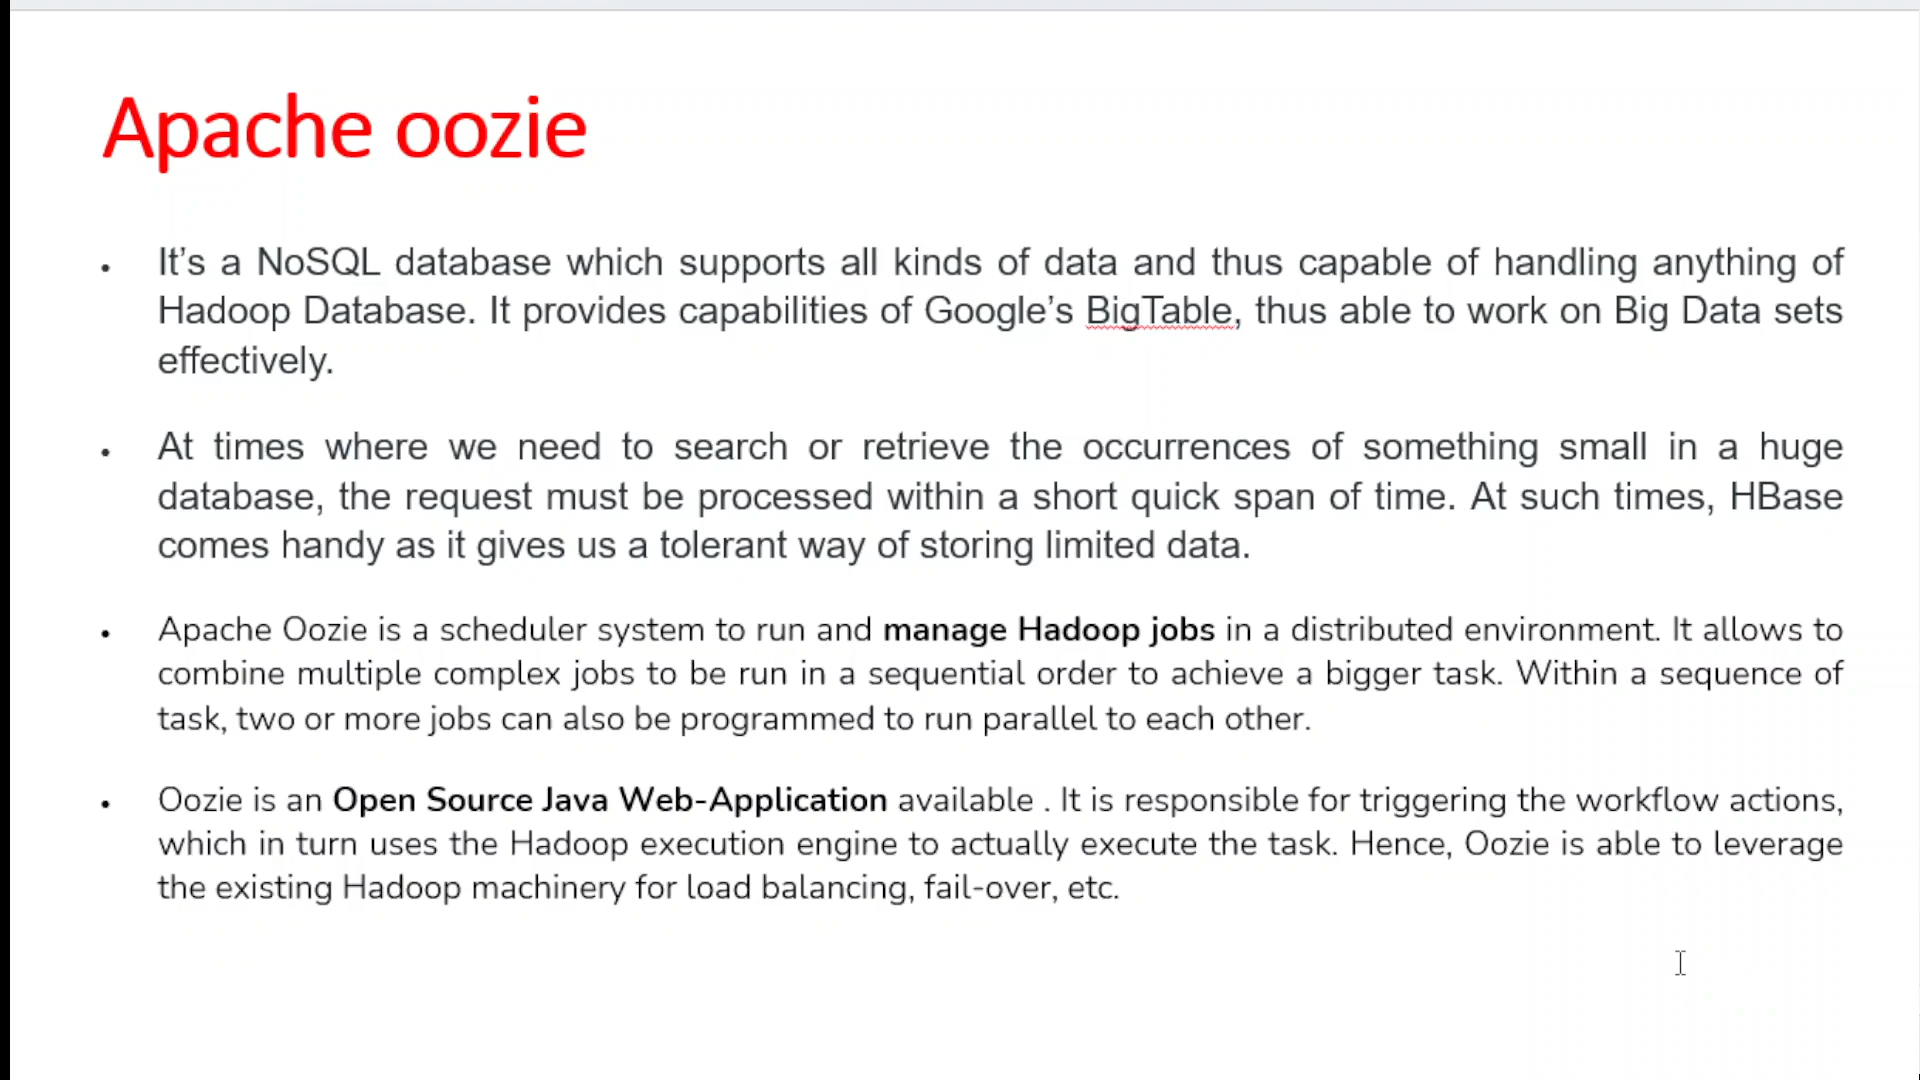 Apache oozie
• It’s a NoSQL database which supports all kinds of data and thus capable of handling anything of
Hadoop Database. It provides capabilities of Google’s BigTable, thus able to work on Big Data sets
effectively.
• At times where we need to search or retrieve the occurrences of something small in a huge
database, the request must be processed within a short quick span of time. At such times, HBase
comes handy as it gives us a tolerant way of storing limited data.
• Apache Oozie is a scheduler system to run and manage Hadoop jobs in a distributed environment. It allows to
combine multiple complex jobs to be run in a sequential order to achieve a bigger task. Within a sequence of
task, two or more jobs can also be programmed to run parallel to each other.
• Oozie is an Open Source Java Web-Application available . It is responsible for triggering the workflow actions,
which in turn uses the Hadoop execution engine to actually execute the task. Hence, Oozie is able to leverage
the existing Hadoop machinery for load balancing, fail-over, etc.